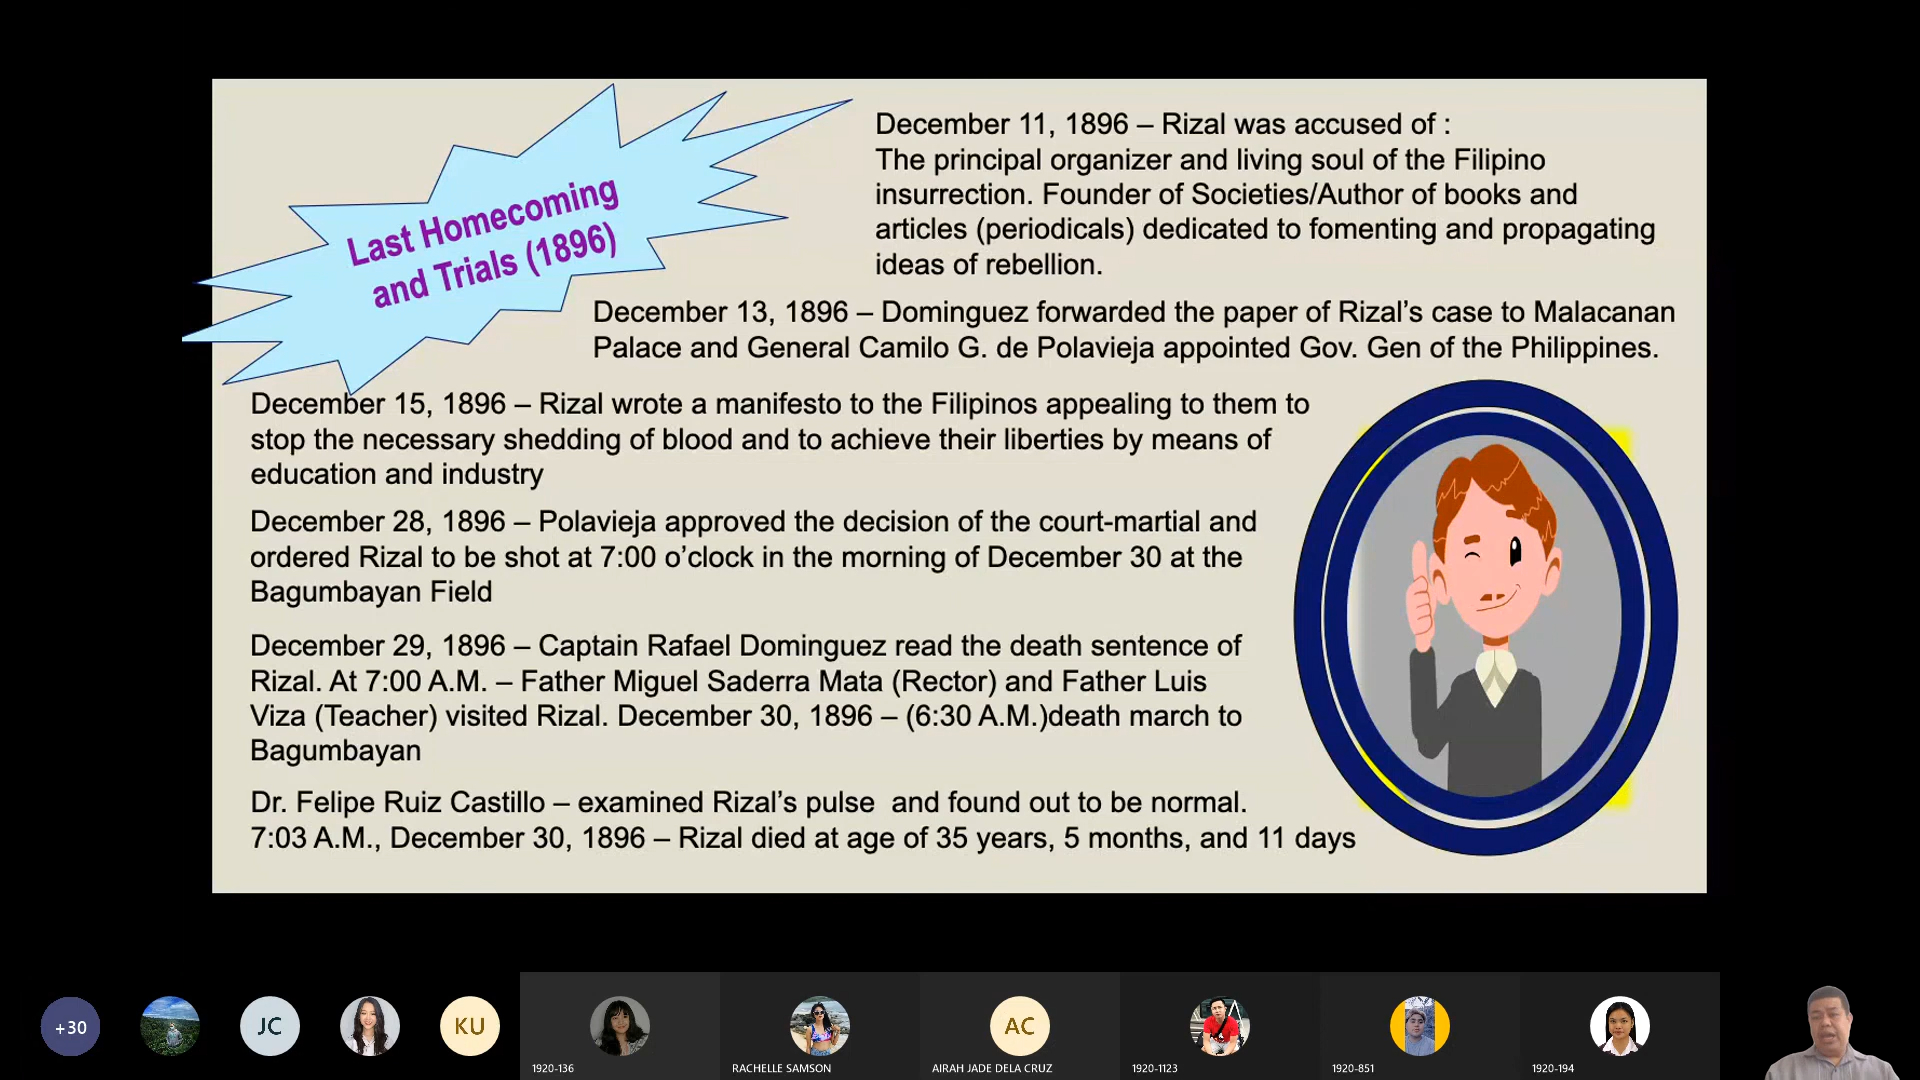 Last Homecoming
and Trials (1896)
December 11, 1896 – Rizal was accused of :
The principal organizer and living soul of the Filipino
insurrection. Founder of Societies/Author of books and
articles (periodicals) dedicated to fomenting and propagating
ideas of rebellion.
December 13, 1896 – Dominguez forwarded the paper of Rizal’s case to Malacanan
Palace and General Camilo G. de Polavieja appointed Gov. Gen of the Philippines.
December 15, 1896 – Rizal wrote a manifesto to the Filipinos appealing to them to
stop the necessary shedding of blood and to achieve their liberties by means of
education and industry
December 28, 1896 – Polavieja approved the decision of the court-martial and
ordered Rizal to be shot at 7:00 o’clock in the morning of December 30 at the
Bagumbayan Field
December 29, 1896 – Captain Rafael Dominguez read the death sentence of
Rizal. At 7:00 A.M. – Father Miguel Saderra Mata (Rector) and Father Luis
Viza (Teacher) visited Rizal. December 30, 1896 – (6:30 A.M.)death march to
Bagumbayan
Dr. Felipe Ruiz Castillo – examined Rizal’s pulse  and found out to be normal.
7:03 A.M., December 30, 1896 – Rizal died at age of 35 years, 5 months, and 11 days
+30
JC
KU
AC
1920-136
RACHELLE SAMSON
AIRAH JADE DELA CRUZ
1920-1123
1920-851
1920-194